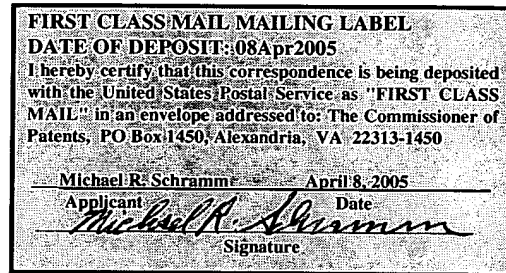 FIRST CLASS MAIL MAILING LABEL
DATE OF DEPOSIT: 08Apr2005
I hereby certify that this correspondence is being deposited
with the United States Postal Service as "FIRST CLASS
MAIL" in an envelope addressed to: The Commissioner of
Patents, PO Box 1450, Alexandria, VA 22313-1450
Michael R. Schramm April 8, 2005
Applicant Date
Michael R. Schramm
Signature